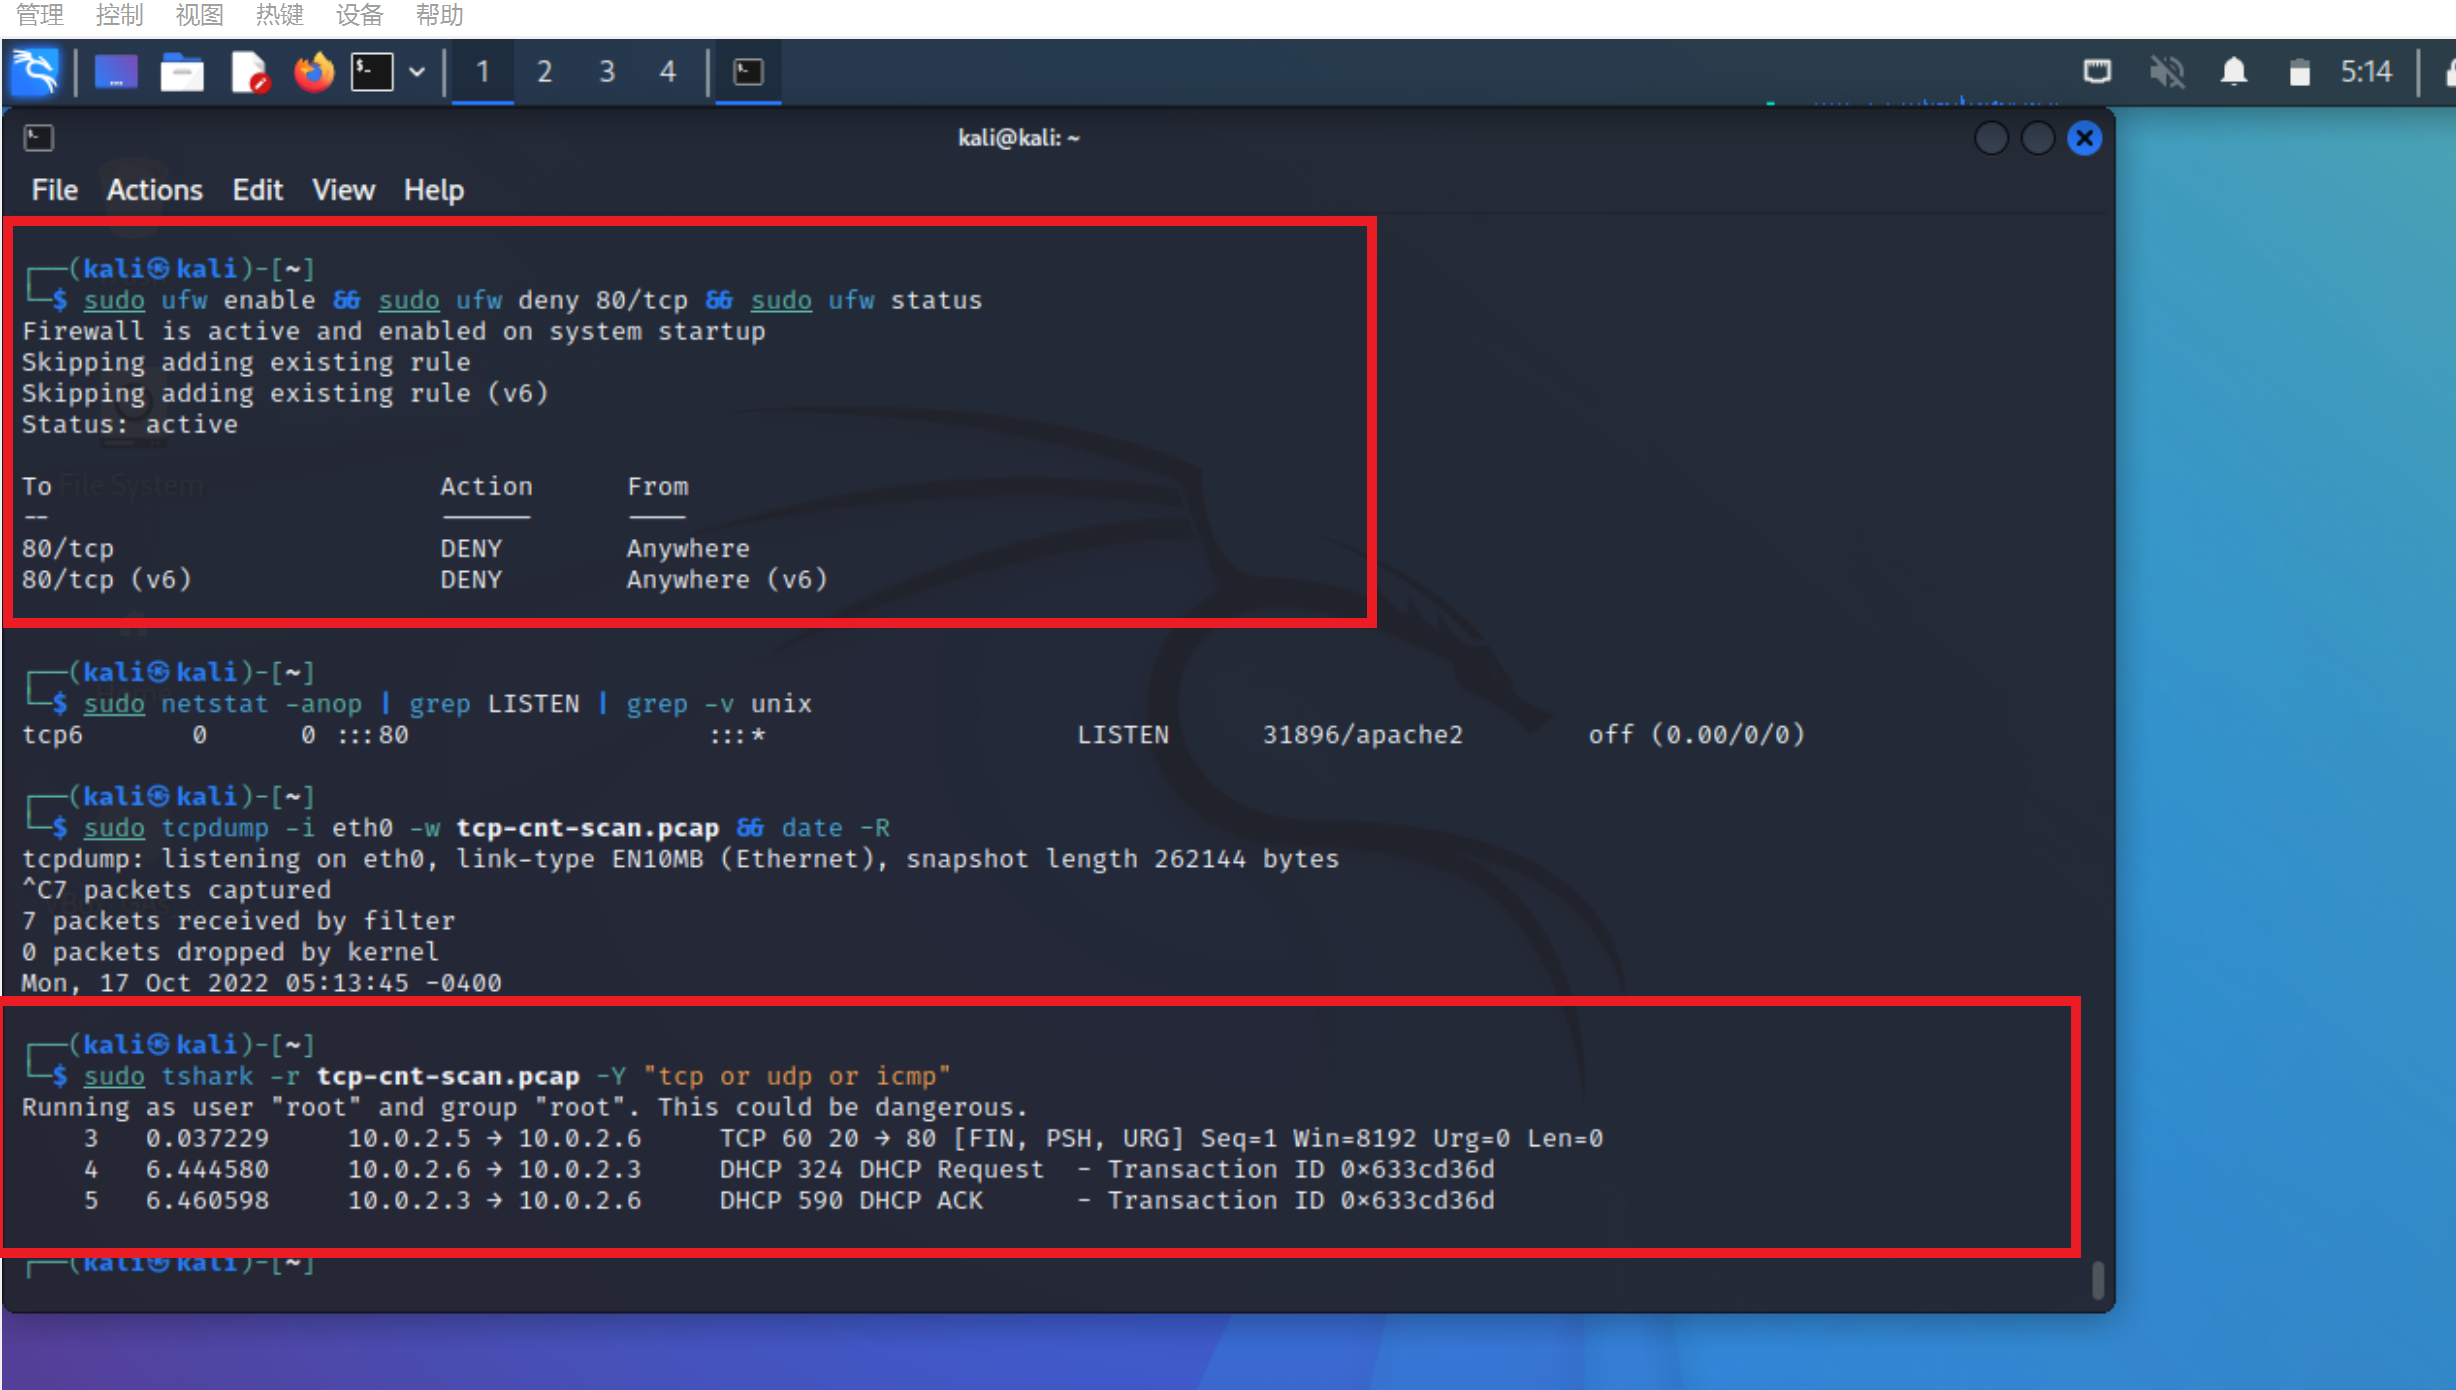 管理 控制 视图 热键 设备 帮助
1 2 3 4 5:14
kali@kali: ~
File Actions Edit View Help
┌──(kali㉿kali)-[~]
└─$ sudo ufw enable && sudo ufw deny 80/tcp && sudo ufw status
Firewall is active and enabled on system startup
Skipping adding existing rule
Skipping adding existing rule (v6)
Status: active
To Action From
-- ------ ----
80/tcp DENY Anywhere
80/tcp (v6) DENY Anywhere (v6)
┌──(kali㉿kali)-[~]
└─$ sudo netstat -anop | grep LISTEN | grep -v unix
tcp6 0 0 :::80 :::* LISTEN 31896/apache2 off (0.00/0/0)
┌──(kali㉿kali)-[~]
└─$ sudo tcpdump -i eth0 -w tcp-cnt-scan.pcap && date -R
tcpdump: listening on eth0, link-type EN10MB (Ethernet), snapshot length 262144 bytes
^C7 packets captured
7 packets received by filter
0 packets dropped by kernel
Mon, 17 Oct 2022 05:13:45 -0400
┌──(kali㉿kali)-[~]
└─$ sudo tshark -r tcp-cnt-scan.pcap -Y "tcp or udp or icmp"
Running as user "root" and group "root". This could be dangerous.
3 0.037229 10.0.2.5 → 10.0.2.6 TCP 60 20 → 80 [FIN, PSH, URG] Seq=1 Win=8192 Urg=0 Len=0
4 6.444580 10.0.2.6 → 10.0.2.3 DHCP 324 DHCP Request - Transaction ID 0x633cd36d
5 6.460598 10.0.2.3 → 10.0.2.6 DHCP 590 DHCP ACK - Transaction ID 0x633cd36d
┌──(kali㉿kali)-[~]